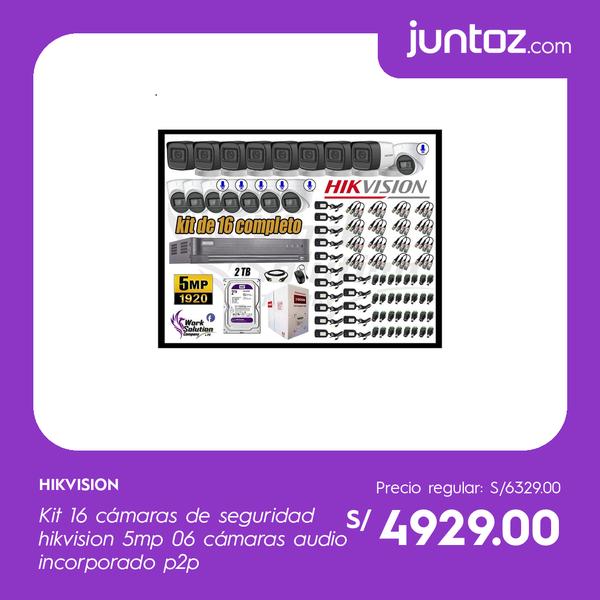 juntoz.com
HIKVISION
kit de 16 completo
5MP
1920
2 TB
Work
Solution
Company
HIKVISION
Kit 16 cámaras de seguridad
hikvision 5mp 06 cámaras audio
incorporado p2p
Precio regular: S/6329.00
S/ 4929.00